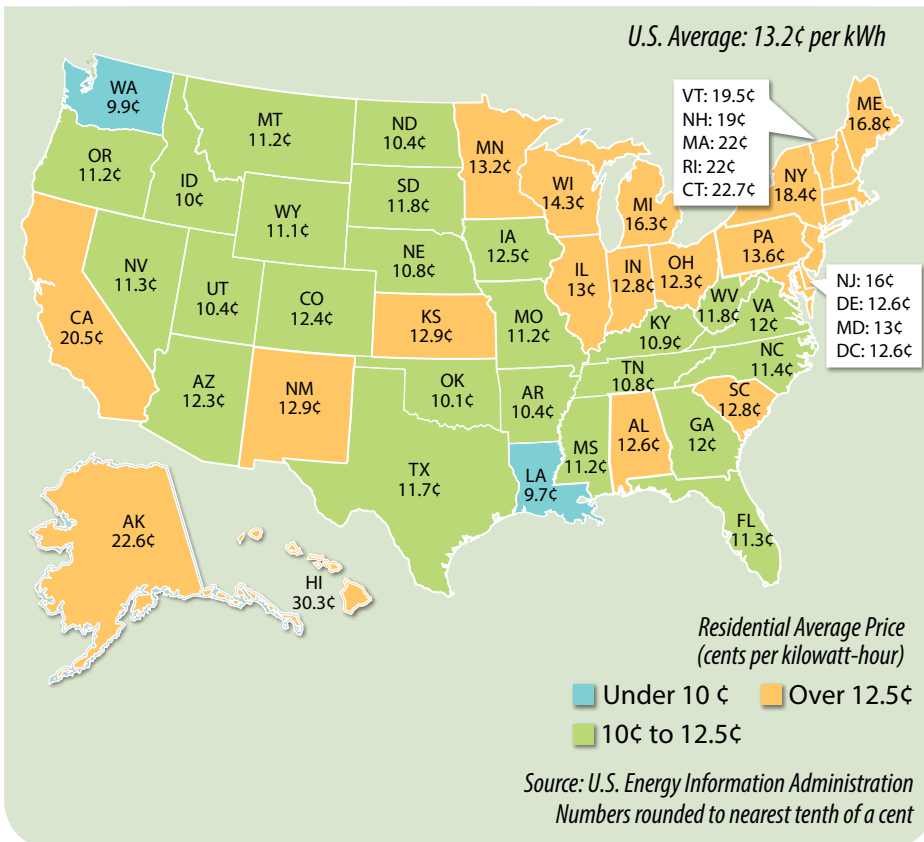 U.S. Average: 13.2¢ per kWh
WA
9.9¢
MT
11.2¢
ND
10.4¢
MN
13.2¢
VT: 19.5¢
NH: 19¢
MA: 22¢
RI: 22¢
CT: 22.7¢
ME
16.8¢
OR
11.2¢
ID
10¢
SD
11.8¢
WI
14.3¢
MI
16.3¢
NY
18.4¢
WY
11.1¢
IA
12.5¢
NE
10.8¢
PA
13.6¢
NV
11.3¢
UT
10.4¢
CO
12.4¢
IL
13¢
IN
12.8¢
OH
12.3¢
NJ: 16¢
DE: 12.6¢
MD: 13¢
DC: 12.6¢
CA
20.5¢
KS
12.9¢
MO
11.2¢
WV
11.8¢
VA
12¢
KY
10.9¢
NC
11.4¢
AZ
12.3¢
NM
12.9¢
OK
10.1¢
AR
10.4¢
TN
10.8¢
SC
12.8¢
MS
11.2¢
AL
12.6¢
GA
12¢
TX
11.7¢
LA
9.7¢
FL
11.3¢
AK
22.6¢
HI
30.3¢
Residential Average Price
(cents per kilowatt-hour)
Under 10 ¢
Over 12.5¢
10¢ to 12.5¢
Source: U.S. Energy Information Administration
Numbers rounded to nearest tenth of a cent